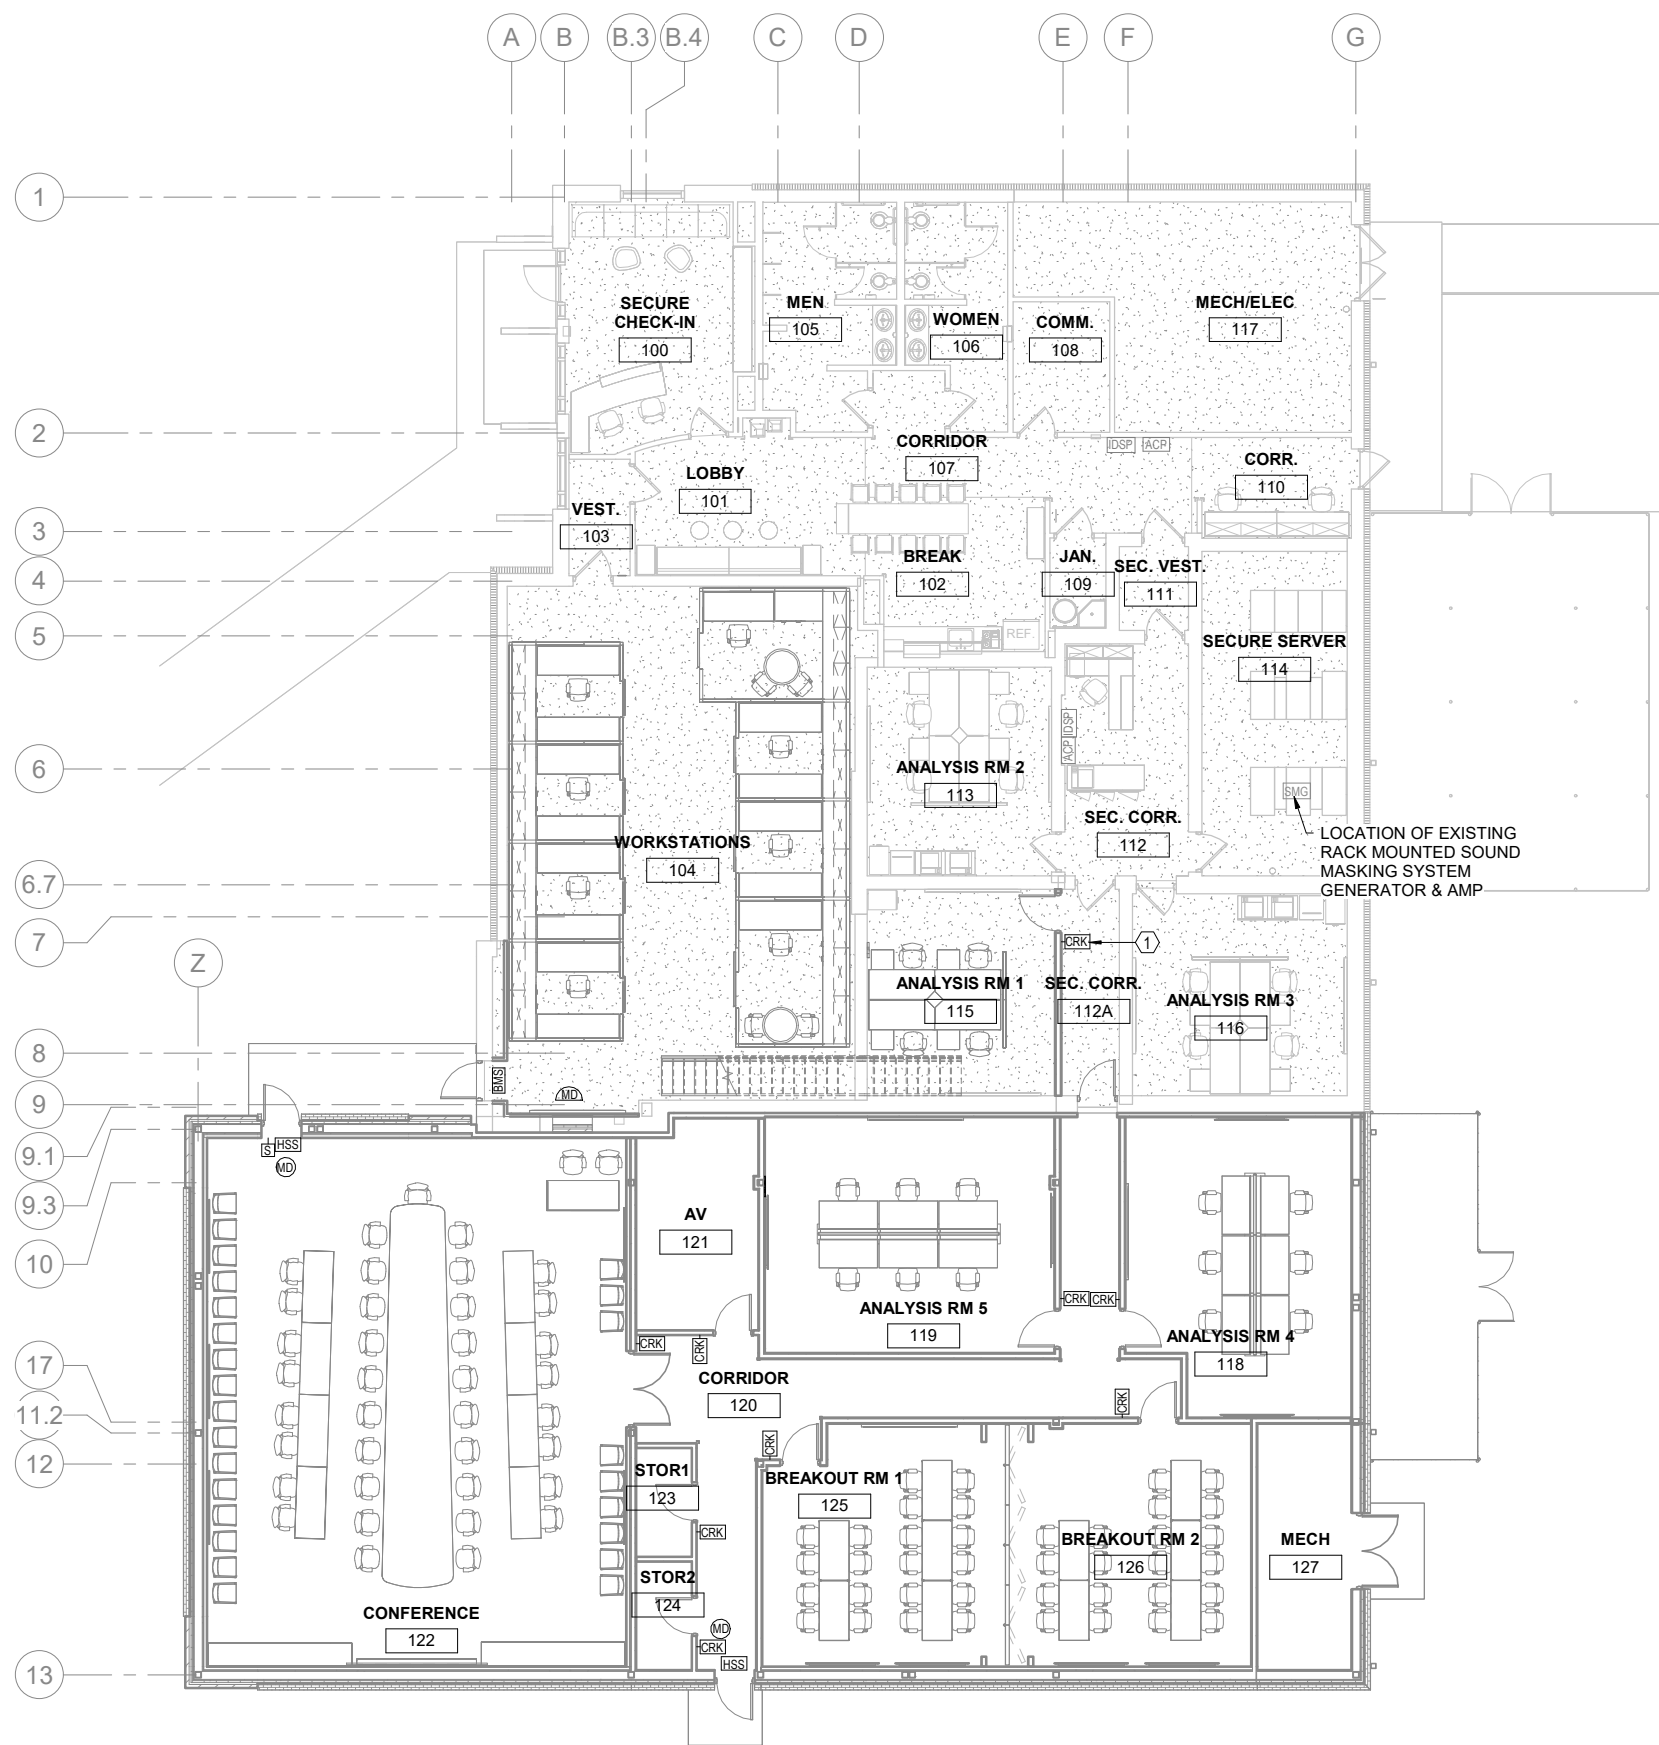 A B B.3 B.4 C D E F G
1
SECURE
CHECK-IN
100
MEN
105
WOMEN
106
COMM.
108
MECH/ELEC
117
2
CORRIDOR
107
IDSP ACP
CORR.
110
LOBBY
101
3
VEST.
103
4
BREAK
102
JAN.
109
SEC. VEST.
111
5
REF.
SECURE SERVER
114
IDSP
ACP
6
ANALYSIS RM 2
113
SMG
SEC. CORR.
112
LOCATION OF EXISTING
RACK MOUNTED SOUND
MASKING SYSTEM
GENERATOR & AMP
WORKSTATIONS
104
6.7
7
CRK 1
Z
ANALYSIS RM 1
115
SEC. CORR.
112A
ANALYSIS RM 3
116
8
BMS
MD
9
9.1
S HSS
MD
9.3
AV
121
10
CRK CRK
ANALYSIS RM 5
119
ANALYSIS RM 4
118
CRK
CRK
17
CORRIDOR
120
CRK
11.2
12
CRK
STOR1
123
BREAKOUT RM 1
125
CRK
BREAKOUT RM 2
126
MECH
127
STOR2
124
CONFERENCE
122
MD
CRK
HSS
13